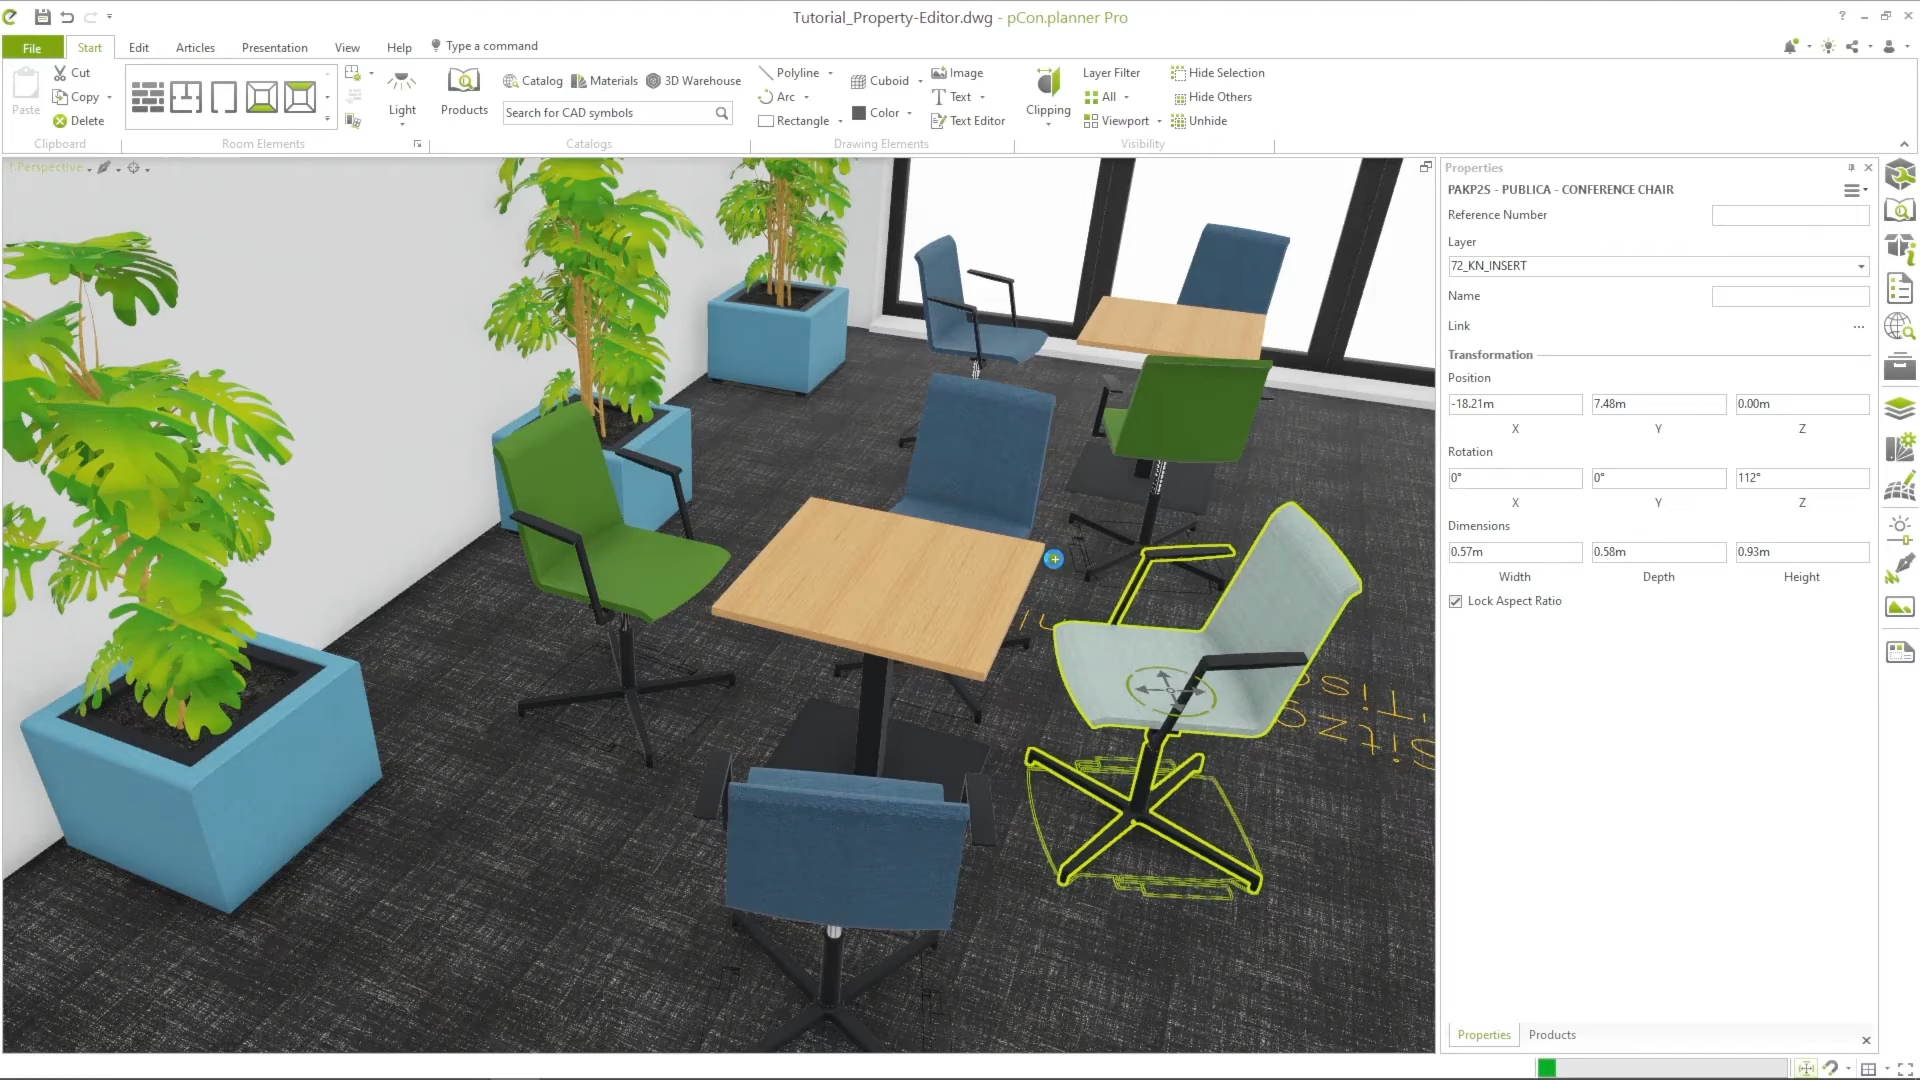 Tutorial_Property-Editor.dwg - pCon.planner Pro
File Start Edit Articles Presentation View Help Type a command
Paste
Cut
Copy
Delete
Clipboard
Room Elements
Light
Products
Catalog Materials 3D Warehouse
Search for CAD symbols
Catalogs
Polyline
Arc
Rectangle
Cuboid
Color
Image
Text
Text Editor
Drawing Elements
Clipping
Layer Filter
All
Viewport
Hide Selection
Hide Others
Unhide
Visibility
Perspective
Properties
PAKP2S - PUBLICA - CONFERENCE CHAIR
Reference Number
Layer
72_KN_INSERT
Name
Link ...
Transformation
Position
-18.21m 7.48m 0.00m
X Y Z
Rotation
0° 0° 112°
X Y Z
Dimensions
0.57m 0.58m 0.93m
Width Depth Height
Lock Aspect Ratio
Properties Products